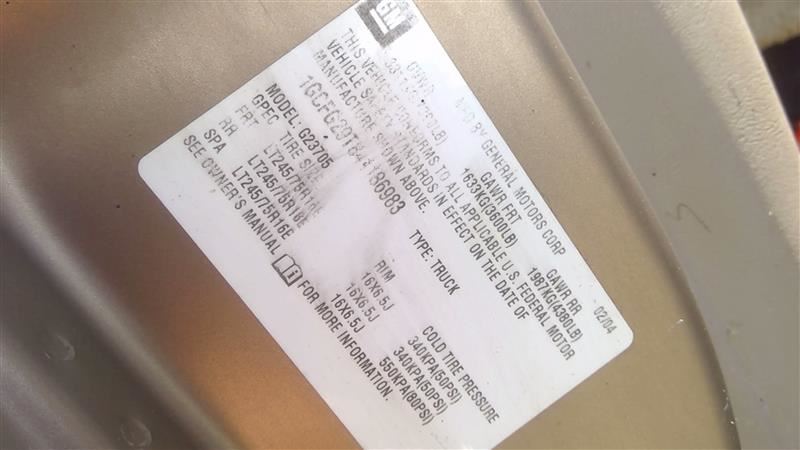 GM
MFD BY GENERAL MOTORS CORP 02/04
GVWR GAWR FRT GAWR RR
1633KG(3600LB) 1987KG(4380LB)
THIS VEHICLE CONFORMS TO ALL APPLICABLE U.S. FEDERAL MOTOR
VEHICLE SAFETY STANDARDS IN EFFECT ON THE DATE OF
MANUFACTURE SHOWN ABOVE.
TYPE: TRUCK
MODEL: G23705
GPEC TIRE SIZE RIM COLD TIRE PRESSURE
FRT LT245/75R16E 16X6.5J 340KPA(50PSI)
RR LT245/75R16E 16X6.5J 340KPA(50PSI)
SPA LT245/75R16E 16X6.5J 550KPA(80PSI)
SEE OWNER'S MANUAL FOR MORE INFORMATION.